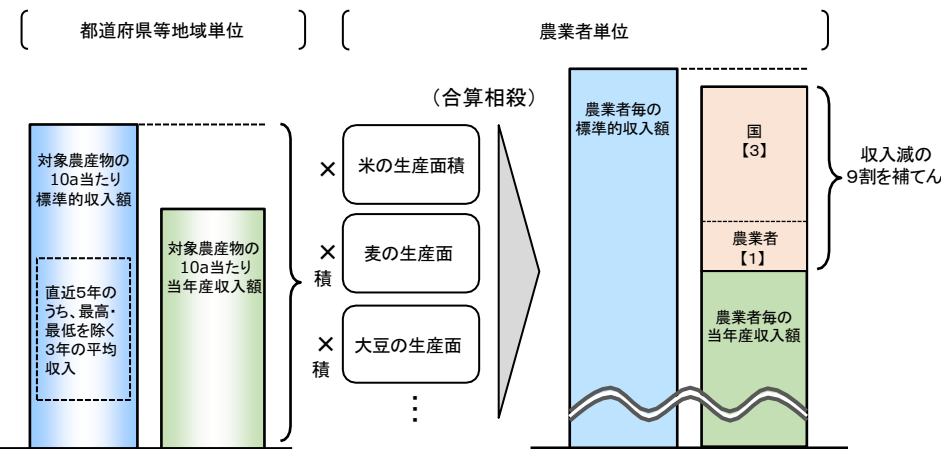 都道府県等地域単位
農業者単位
対象農産物の
10a当たり
標準的収入額
直近5年の
うち、最高・
最低を除く
3年の平均
収入
対象農産物の
10a当たり
当年産収入額
（合算相殺）
× 米の生産面積
× 麦の生産面
積
× 大豆の生産面
積
⋮
農業者毎の
標準的収入額
国
【3】
農業者
【1】
農業者毎の
当年産収入額
収入減の
9割を補てん